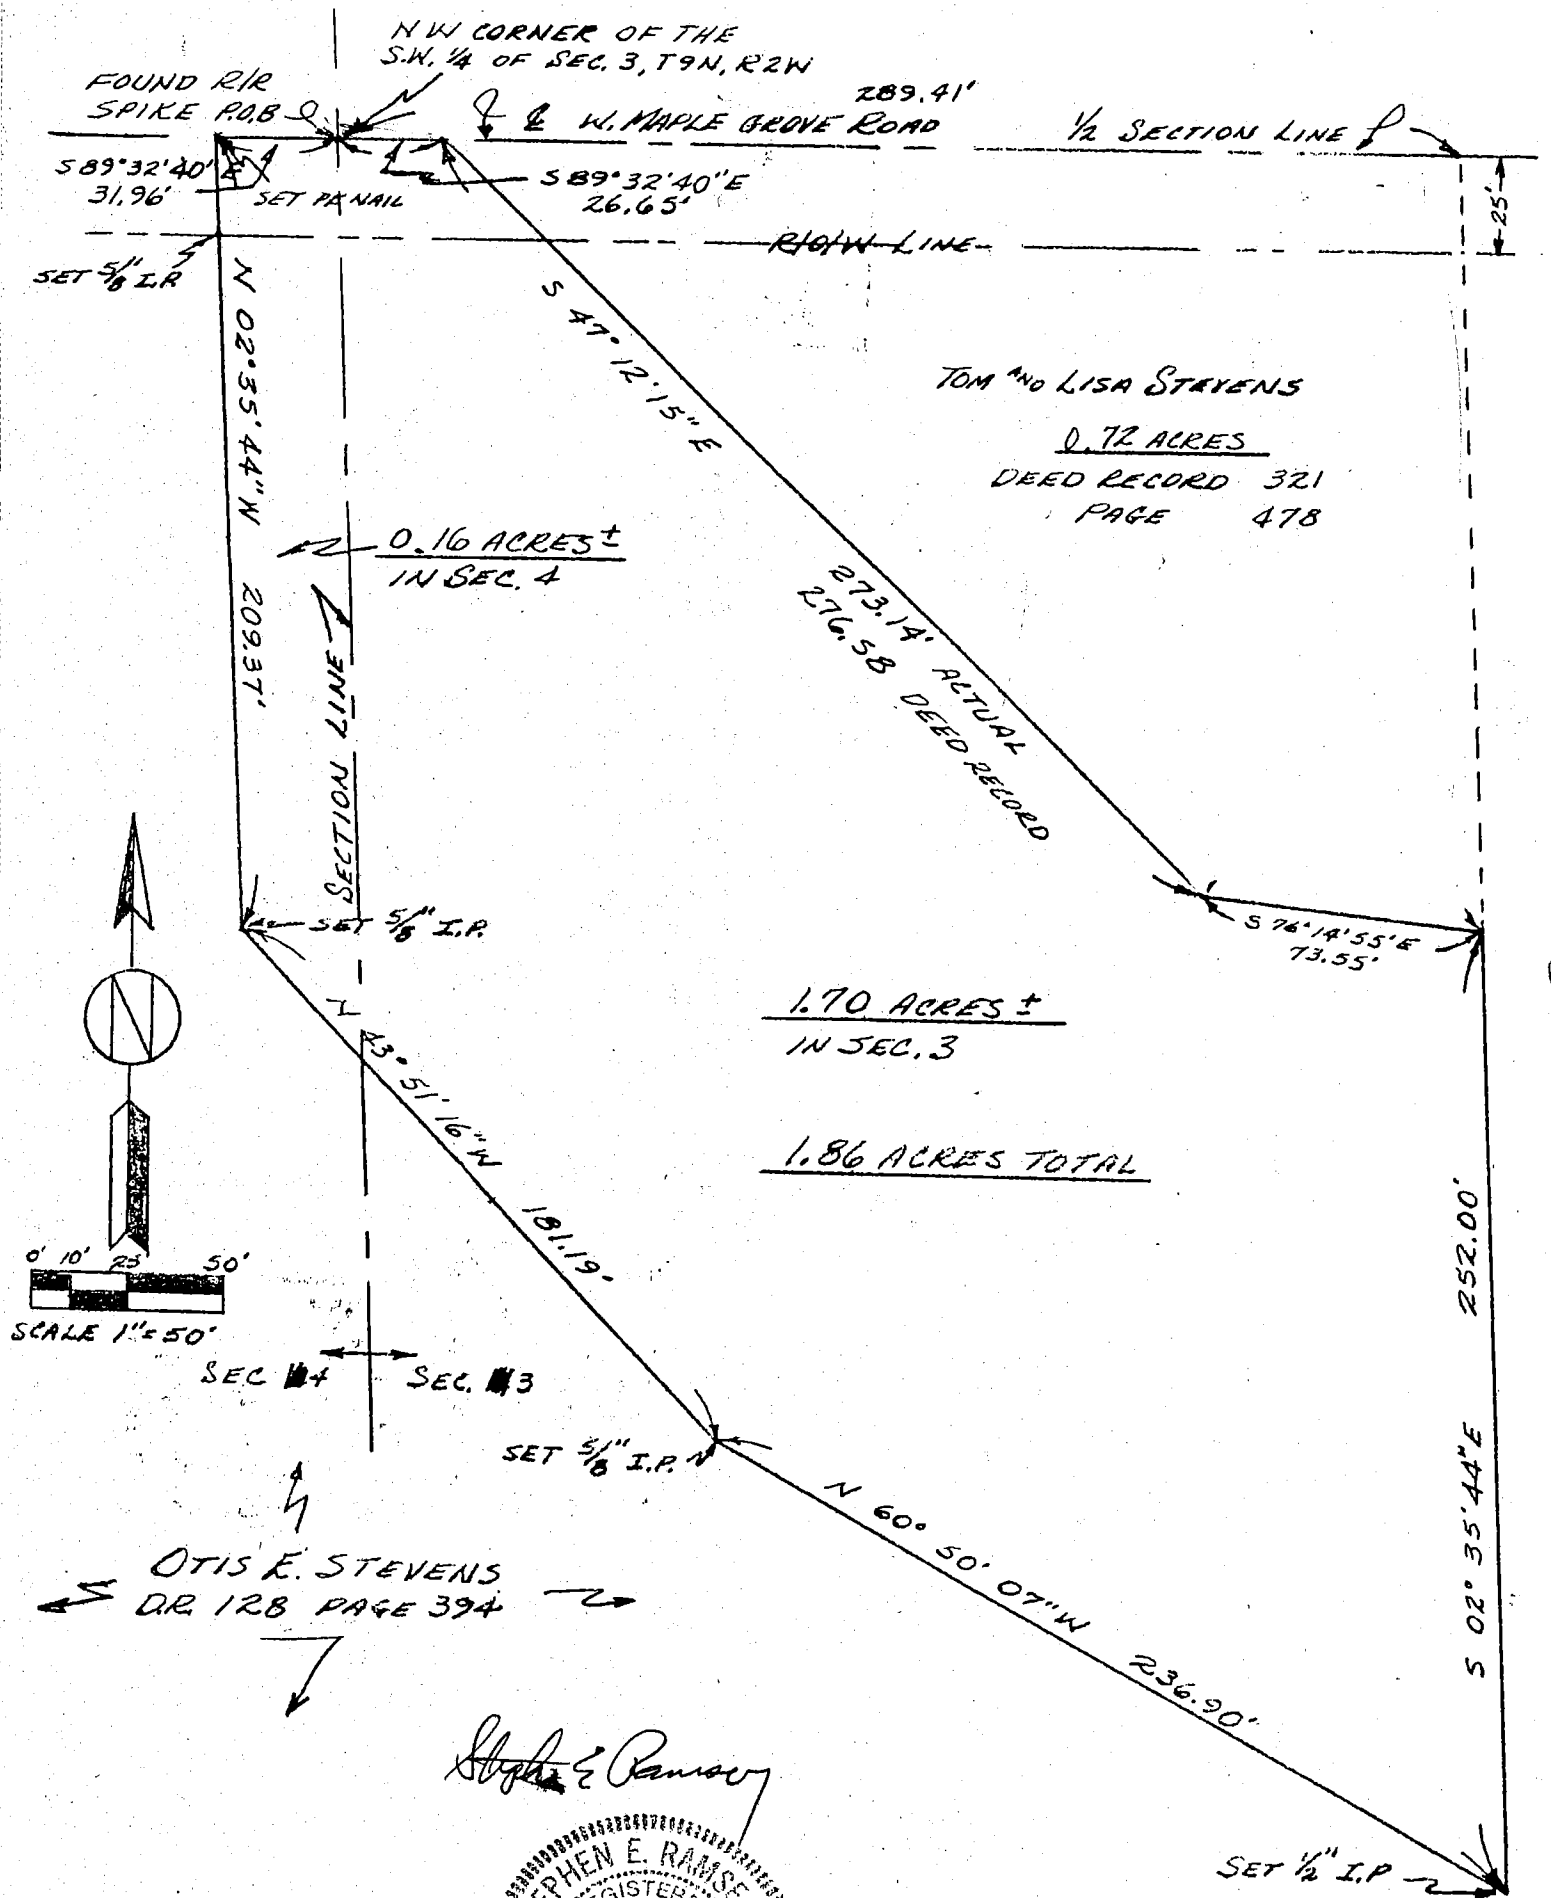 N W CORNER OF THE
S.W. ¼ OF SEC. 3, T9N, R2W
FOUND R/R
SPIKE P.O.B
289.41'
℄ W. MAPLE GROVE ROAD
½ SECTION LINE
S 89°32'40" E
31.96'
SET PK NAIL
S 89°32'40" E
26.65'
25'
R/O/W LINE
SET 5/8" I.P.
N 02°35'44" W 209.37'
S 47°12'15" E
TOM AND LISA STEVENS
0.72 ACRES
DEED RECORD 321
PAGE 478
0.16 ACRES ±
IN SEC. 4
273.14' ACTUAL
276.58 DEED RECORD
SECTION LINE
SET 5/8" I.P.
S 76°14'55" E
73.55'
N 43°51'16" W 181.19'
1.70 ACRES ±
IN SEC. 3
1.86 ACRES TOTAL
S 02°35'44" E 252.00'
0' 10' 25' 50'
SCALE 1"=50'
SEC #4
SEC. #3
SET 5/8" I.P.
N 60°50'07" W 236.90'
OTIS E. STEVENS
D.R. 128 PAGE 394
Stephen E Ramsey
SET ½" I.P